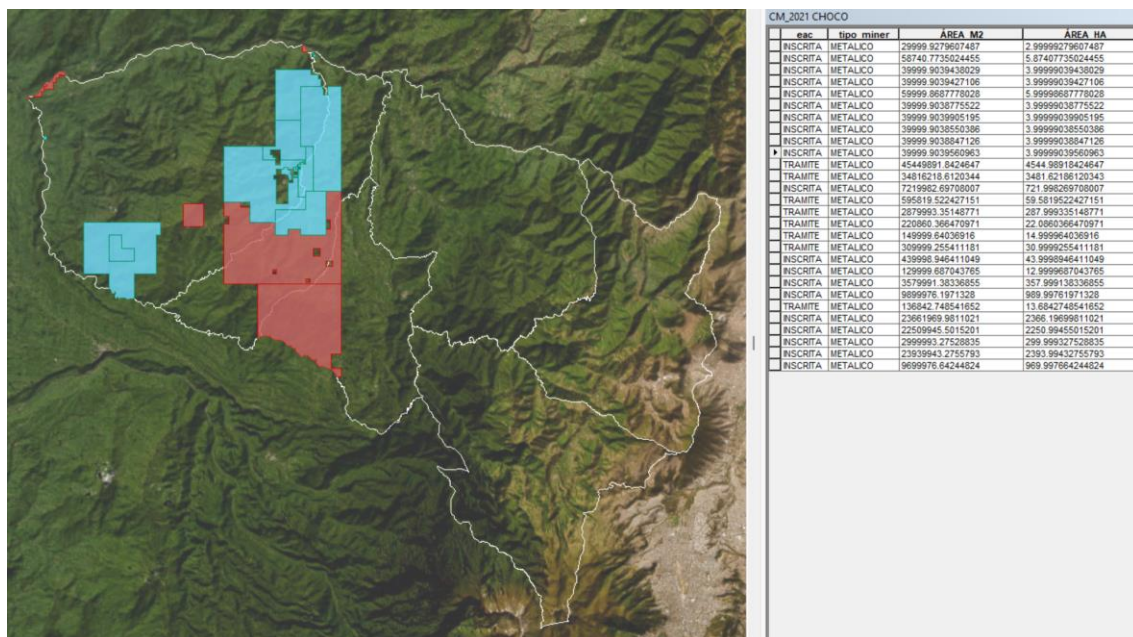 CM_2021 CHOCO
eac tipo_miner ÁREA_M2 ÁREA_HA
INSCRITA METALICO 29999.9279607487 2.99999279607487
INSCRITA METALICO 58740.7735024455 5.87407735024455
INSCRITA METALICO 39999.9039438029 3.99999039438029
INSCRITA METALICO 39999.9039427106 3.99999039427106
INSCRITA METALICO 59999.8687778028 5.99998687778028
INSCRITA METALICO 39999.9038775522 3.99999038775522
INSCRITA METALICO 39999.9039905195 3.99999039905195
INSCRITA METALICO 39999.9038550386 3.99999038550386
INSCRITA METALICO 39999.9038847126 3.99999038847126
INSCRITA METALICO 39999.9039560963 3.99999039560963
TRAMITE METALICO 45449891.8424647 4544.98918424647
TRAMITE METALICO 34816218.6120344 3481.62186120343
INSCRITA METALICO 7219982.69708007 721.998269708007
TRAMITE METALICO 595819.522427151 59.5819522427151
TRAMITE METALICO 2879993.35148771 287.999335148771
TRAMITE METALICO 220860.366470971 22.0860366470971
TRAMITE METALICO 149999.64036916 14.999964036916
TRAMITE METALICO 309999.255411181 30.9999255411181
INSCRITA METALICO 439998.946411049 43.9998946411049
INSCRITA METALICO 129999.687043765 12.9999687043765
INSCRITA METALICO 3579991.38336855 357.999138336855
INSCRITA METALICO 9899976.1971328 989.99761971328
TRAMITE METALICO 136842.748541652 13.6842748541652
INSCRITA METALICO 23661969.9811021 2366.19699811021
INSCRITA METALICO 22509945.5015201 2250.99455015201
INSCRITA METALICO 2999993.27528835 299.999327528835
INSCRITA METALICO 23939943.2755793 2393.99432755793
INSCRITA METALICO 9699976.64244824 969.997664244824